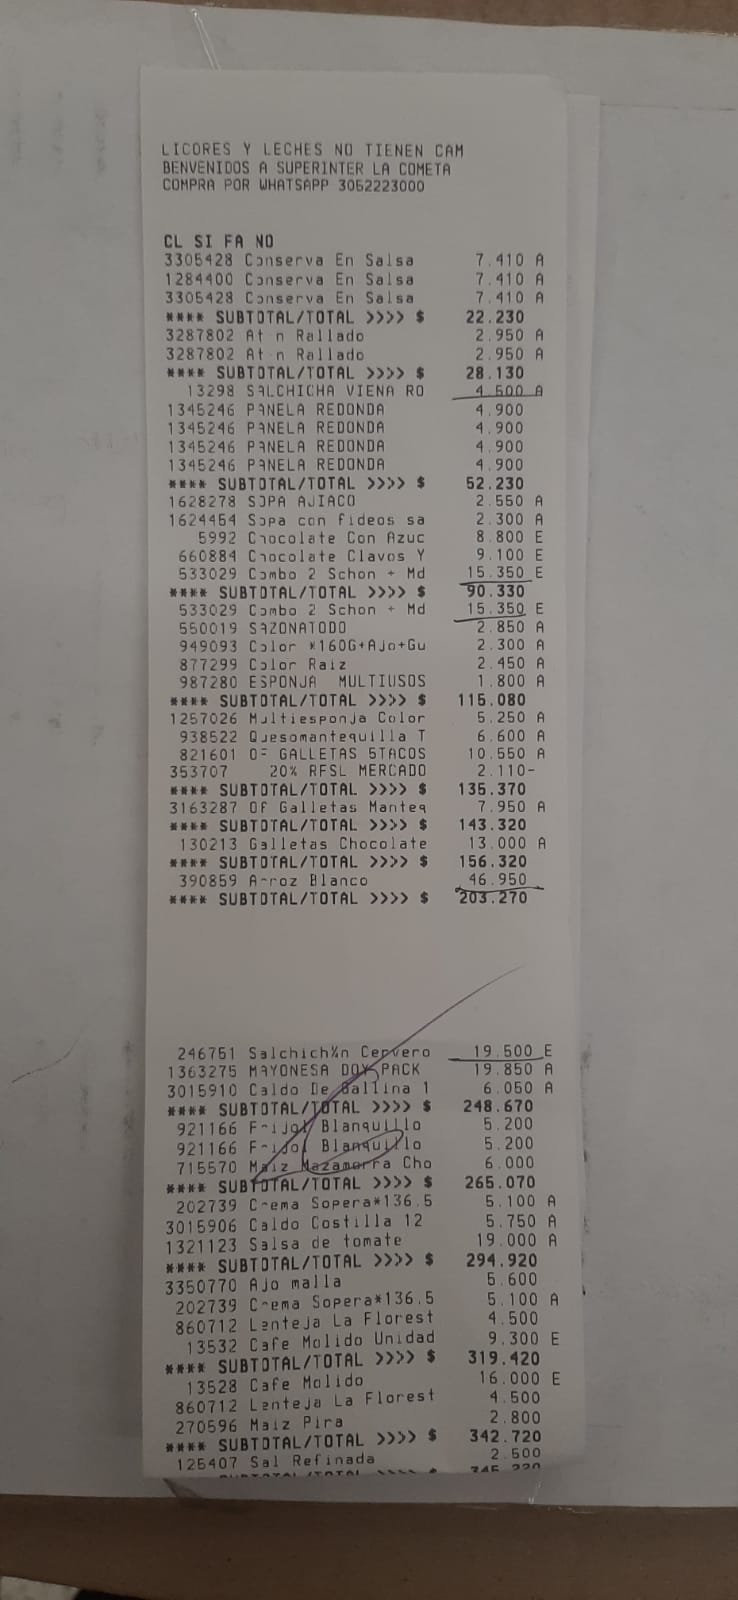 LICORES Y LECHES NO TIENEN CAM
BENVENIDOS A SUPERINTER LA COMETA
COMPRA POR WHATSAPP 3052223000
CL SI FA NO
3305428 Conserva En Salsa 7.410 A
1284400 Conserva En Salsa 7.410 A
3305428 Conserva En Salsa 7.410 A
**** SUBTOTAL/TOTAL >>>> $ 22.230
3287802 At n Rallado 2.950 A
3287802 At n Rallado 2.950 A
**** SUBTOTAL/TOTAL >>>> $ 28.130
13298 SALCHICHA VIENA RO 4.500 A
1345246 PANELA REDONDA 4.900
1345246 PANELA REDONDA 4.900
1345246 PANELA REDONDA 4.900
1345246 PANELA REDONDA 4.900
**** SUBTOTAL/TOTAL >>>> $ 52.230
1628278 SOPA AJIACO 2.550 A
1624454 Sopa con fideos sa 2.300 A
5992 Chocolate Con Azuc 8.800 E
660884 Chocolate Clavos Y 9.100 E
533029 Combo 2 Schon + Md 15.350 E
**** SUBTOTAL/TOTAL >>>> $ 90.330
533029 Combo 2 Schon + Md 15.350 E
550019 SAZONATODO 2.850 A
949093 Color *160G+Ajo+Gu 2.300 A
877299 Color Raiz 2.450 A
987280 ESPONJA MULTIUSOS 1.800 A
**** SUBTOTAL/TOTAL >>>> $ 115.080
1257026 Multiesponja Color 5.250 A
938522 Quesomantequilla T 6.600 A
821601 OF GALLETAS 5TACOS 10.550 A
353707 20% RFSL MERCADO 2.110-
**** SUBTOTAL/TOTAL >>>> $ 135.370
3163287 OF Galletas Manteq 7.950 A
**** SUBTOTAL/TOTAL >>>> $ 143.320
130213 Galletas Chocolate 13.000 A
**** SUBTOTAL/TOTAL >>>> $ 156.320
390859 Arroz Blanco 46.950
**** SUBTOTAL/TOTAL >>>> $ 203.270
246751 Salchich%n Cervero 19.500 E
1363275 MAYONESA DOY PACK 19.850 A
3015910 Caldo De Gallina 1 6.050 A
**** SUBTOTAL/TOTAL >>>> $ 248.670
921166 Frijol Blanquillo 5.200
921166 Frijol Blanquillo 5.200
715570 Maiz Mazamorra Cho 6.000
**** SUBTOTAL/TOTAL >>>> $ 265.070
202739 Crema Sopera*136.5 5.100 A
3015906 Caldo Costilla 12 5.750 A
1321123 Salsa de tomate 19.000 A
**** SUBTOTAL/TOTAL >>>> $ 294.920
3350770 Ajo malla 5.600
202739 Crema Sopera*136.5 5.100 A
860712 Lenteja La Florest 4.500
13532 Cafe Molido Unidad 9.300 E
**** SUBTOTAL/TOTAL >>>> $ 319.420
13528 Cafe Molido 16.000 E
860712 Lenteja La Florest 4.500
270596 Maiz Pira 2.800
**** SUBTOTAL/TOTAL >>>> $ 342.720
125407 Sal Refinada 2.500
**** SUBTOTAL/TOTAL >>>> $ 345.220